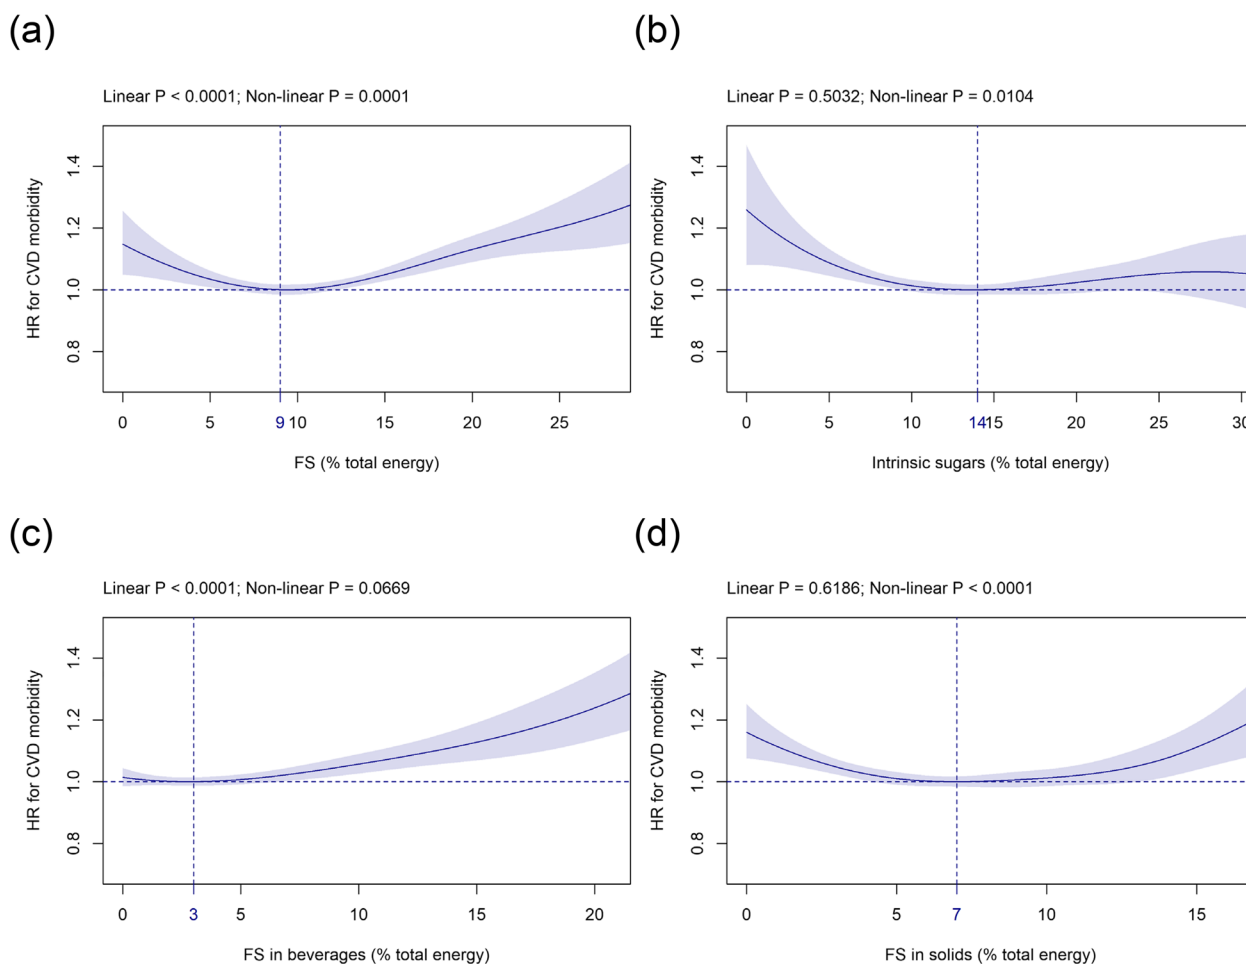 (a)
Linear P < 0.0001; Non-linear P = 0.0001
HR for CVD morbidity
1.4
1.2
1.0
0.8
0 5 9 10 15 20 25
FS (% total energy)
(b)
Linear P = 0.5032; Non-linear P = 0.0104
HR for CVD morbidity
1.4
1.2
1.0
0.8
0 5 10 14 15 20 25 30
Intrinsic sugars (% total energy)
(c)
Linear P < 0.0001; Non-linear P = 0.0669
HR for CVD morbidity
1.4
1.2
1.0
0.8
0 3 5 10 15 20
FS in beverages (% total energy)
(d)
Linear P = 0.6186; Non-linear P < 0.0001
HR for CVD morbidity
1.4
1.2
1.0
0.8
0 5 7 10 15
FS in solids (% total energy)